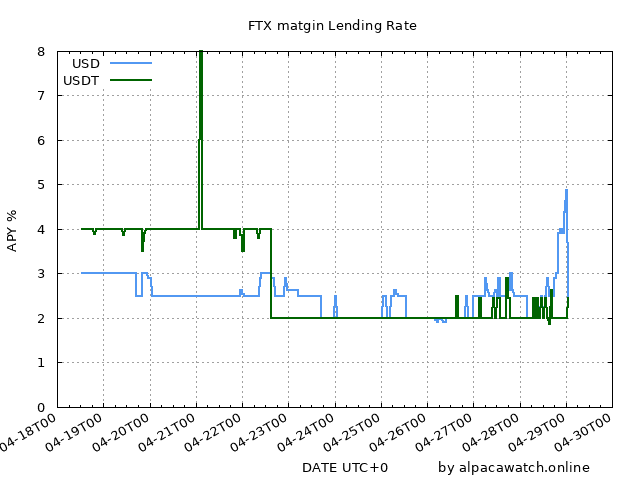 FTX matgin Lending Rate
USD
USDT
8
7
6
5
4
3
2
1
0
APY %
04-18T00
04-19T00
04-20T00
04-21T00
04-22T00
04-23T00
04-24T00
04-25T00
04-26T00
04-27T00
04-28T00
04-29T00
04-30T00
DATE UTC+0
by alpacawatch.online